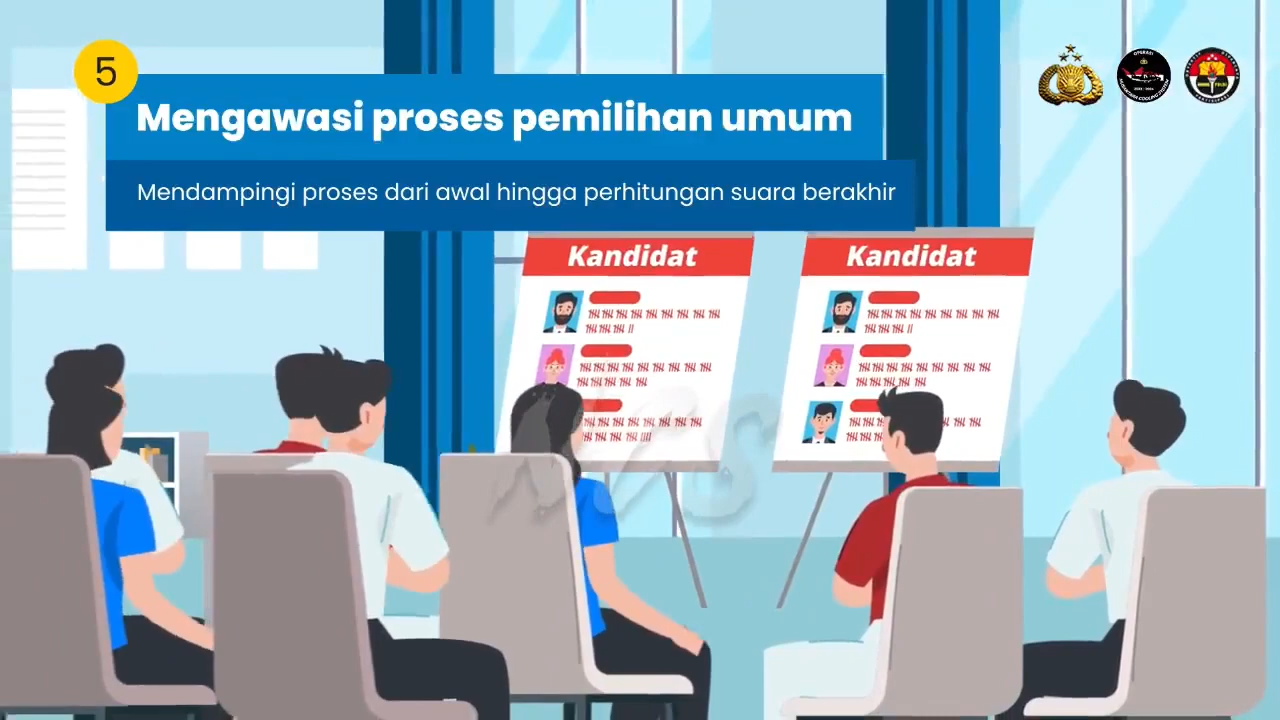 5
Mengawasi proses pemilihan umum
Mendampingi proses dari awal hingga perhitungan suara berakhir
Kandidat
Kandidat